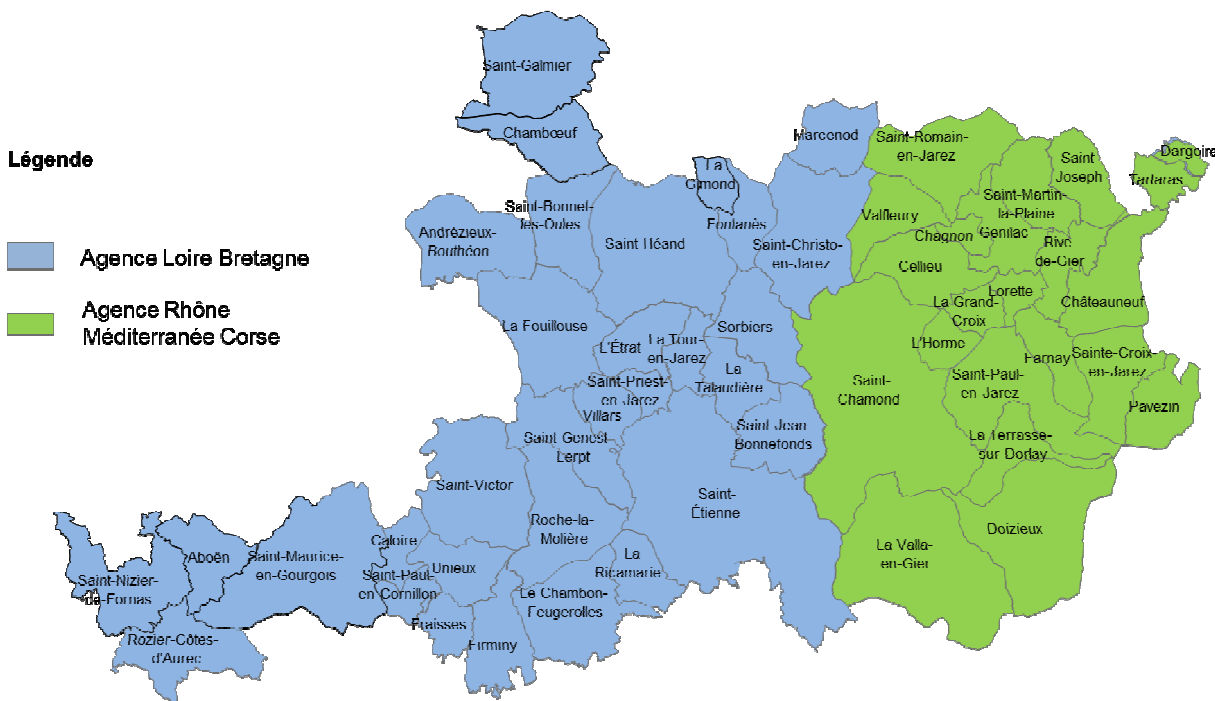 Légende
Agence Loire Bretagne
Agence Rhône
Méditerranée Corse
Saint-Galmier
Chambœuf
Marcenod
Saint-Romain-
en-Jarez
Saint
Joseph
Dargoire
Tartaras
La
Gimond
Saint-Bonnet-
les-Oules
Andrézieux-
Bouthéon
Saint Héand
Fontanès
Saint-Christo-
en-Jarez
Valfleury
Saint-Martin-
la-Plaine
Chagnon
Genilac
Rive
de-Gier
Cellieu
Lorette
La Grand-
Croix
Châteauneuf
La Fouillouse
L'Étrat
La Tour-
en-Jarez
Sorbiers
L'Horme
Farnay
Sainte-Croix-
en-Jarez
Saint-Priest-
en-Jarez
La
Talaudière
Saint-
Chamond
Saint-Paul-
en-Jarez
Pavezin
Villars
Saint Genest
Lerpt
Saint Jean
Bonnefonds
La Terrasse-
sur Dorlay
Saint-Victor
Saint-
Étienne
Roche-la-
Molière
Doizieux
Caloire
Aboën
Saint-Maurice-
en-Gourgois
Unieux
La
Ricamarie
La Valla-
en-Gier
Saint-Nizier-
de-Fornas
Saint-Paul-
en-Cornillon
Le Chambon-
Feugerolles
Fraisses
Firminy
Rozier-Côtes-
d'Aurec